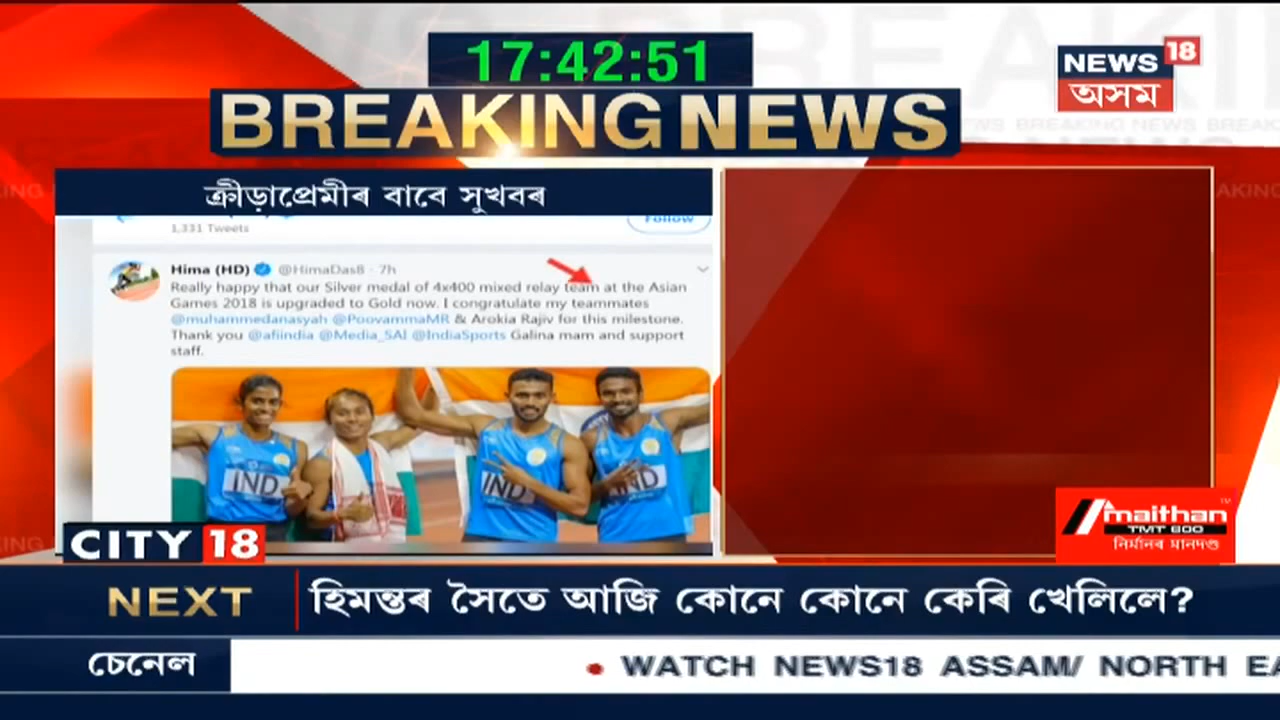 17:42:51
BREAKING NEWS
NEWS 18
অসম
ক্ৰীড়াপ্ৰেমীৰ বাবে সুখবৰ
Follow
1,331 Tweets
Hima (HD) @HimaDas8 · 7h
Really happy that our Silver medal of 4x400 mixed relay team at the Asian
Games 2018 is upgraded to Gold now. I congratulate my teammates
@muhammedanasyah @PoovammaMR & Arokia Rajiv for this milestone.
Thank you @afiindia @Media_SAI @IndiaSports Galina mam and support
staff.
IND
IND
IND
CITY 18
maithan
TMT 600
নিৰ্মানৰ মানদণ্ড
NEXT
হিমন্তৰ সৈতে আজি কোনে কোনে কেৰি খেলিলে?
চেনেল
• WATCH NEWS18 ASSAM/ NORTH EA